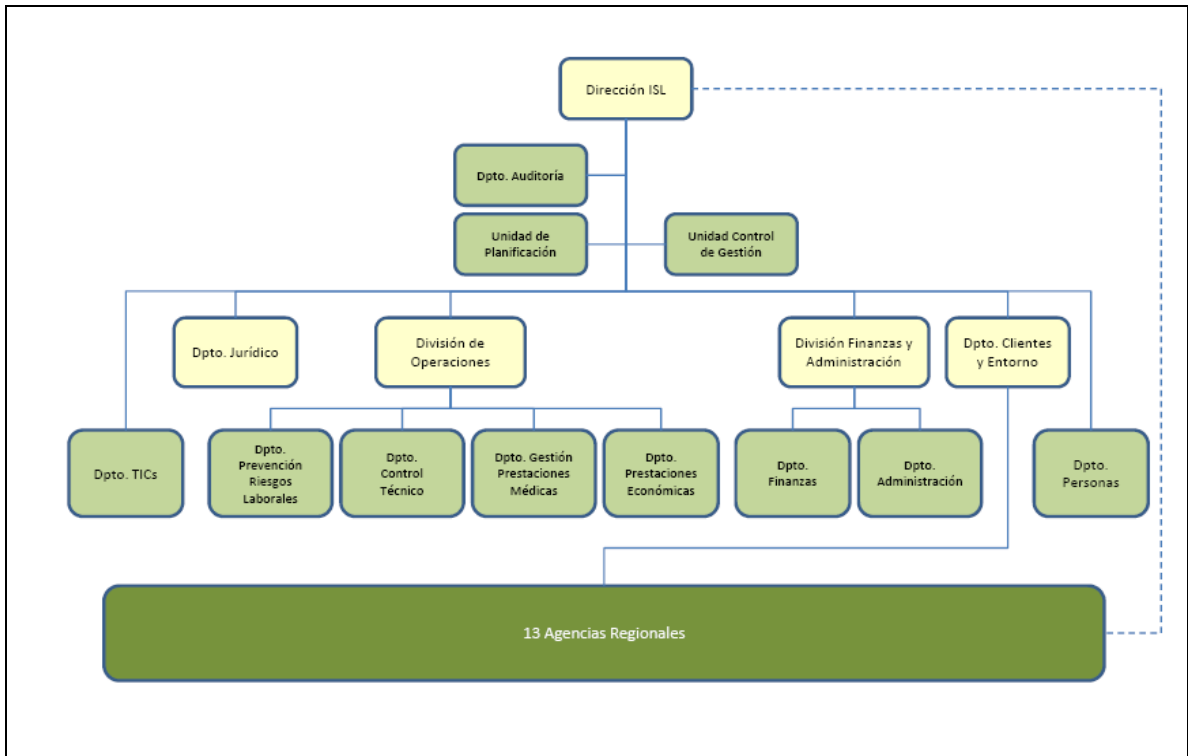 Dirección ISL
Dpto. Auditoría
Unidad de
Planificación
Unidad Control
de Gestión
Dpto. Jurídico
División de
Operaciones
División Finanzas y
Administración
Dpto. Clientes
y Entorno
Dpto. TICs
Dpto.
Prevención
Riesgos
Laborales
Dpto.
Control
Técnico
Dpto. Gestión
Prestaciones
Médicas
Dpto.
Prestaciones
Económicas
Dpto.
Finanzas
Dpto.
Administración
Dpto.
Personas
13 Agencias Regionales